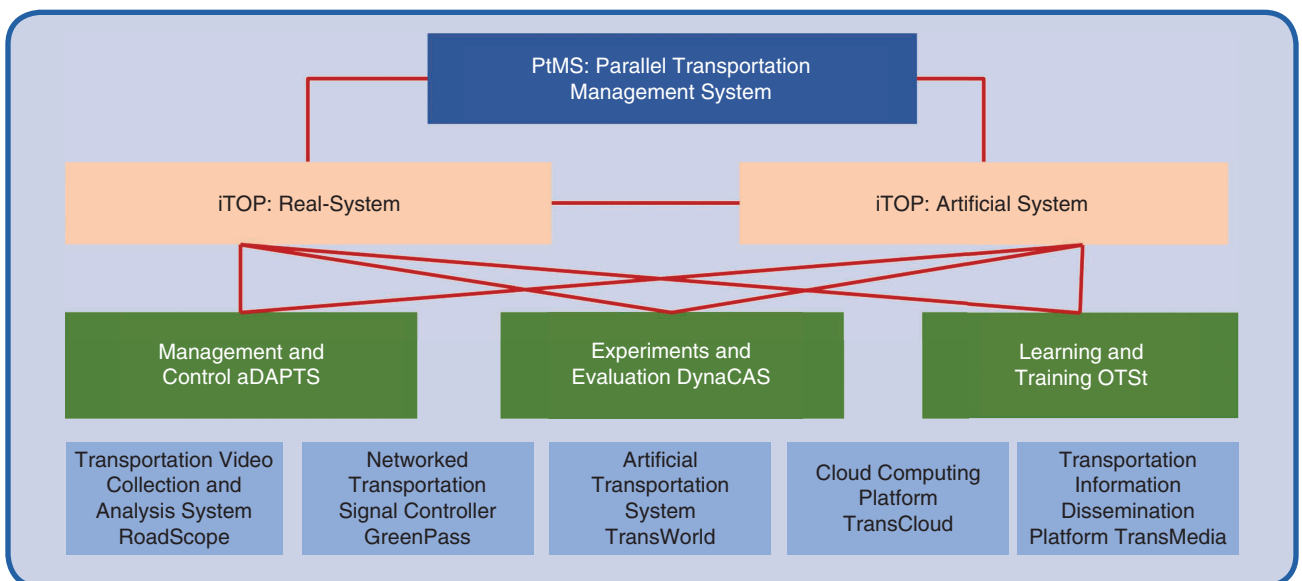 PtMS: Parallel Transportation
Management System
iTOP: Real-System
iTOP: Artificial System
Management and
Control aDAPTS
Experiments and
Evaluation DynaCAS
Learning and
Training OTSt
Transportation Video
Collection and
Analysis System
RoadScope
Networked
Transportation
Signal Controller
GreenPass
Artificial
Transportation
System
TransWorld
Cloud Computing
Platform
TransCloud
Transportation
Information
Dissemination
Platform TransMedia